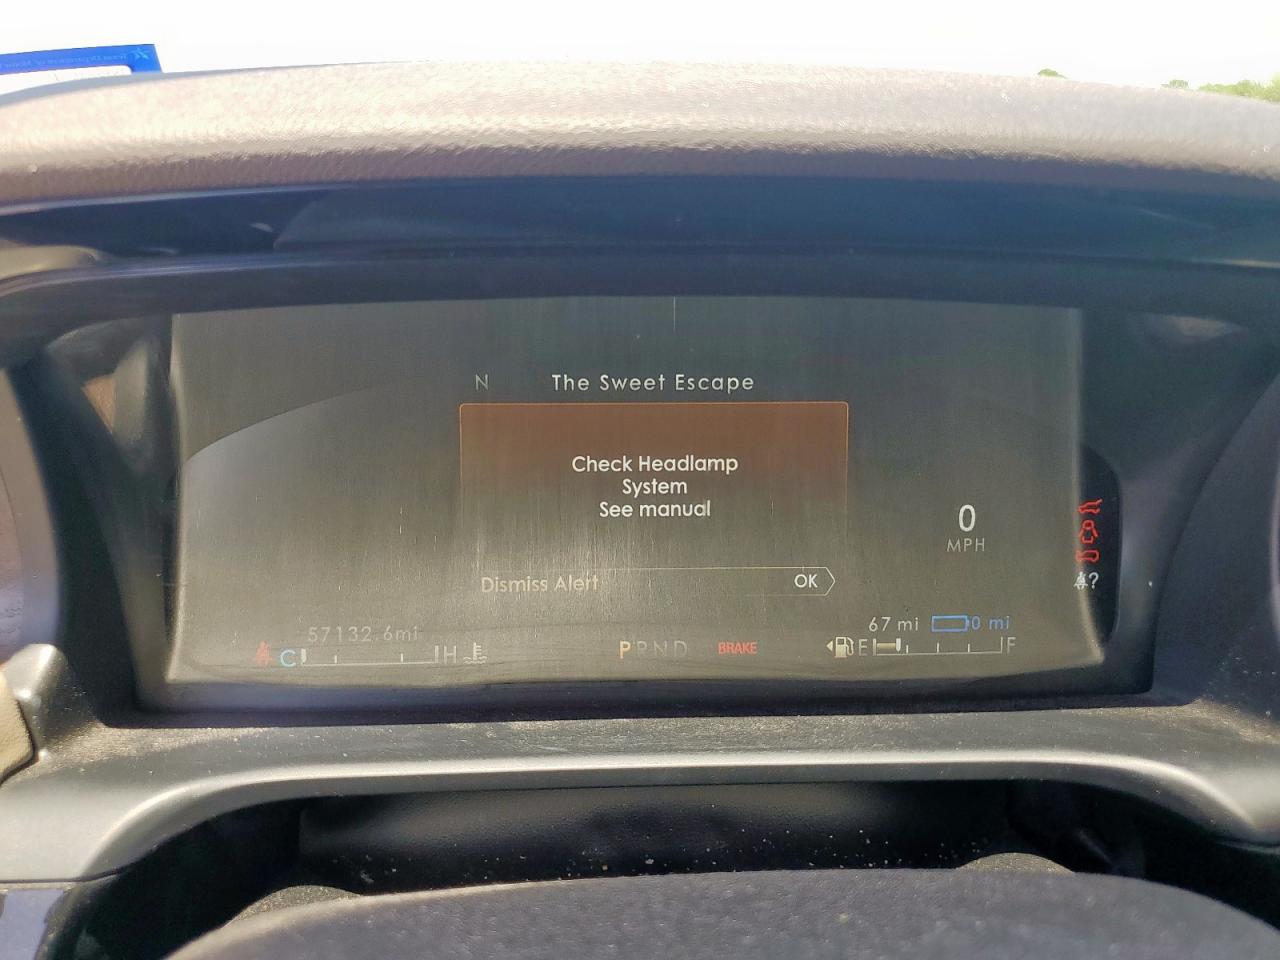 N The Sweet Escape
Check Headlamp
System
See manual
0
MPH
?
Dismiss Alert OK
57132.6mi
67 mi 0 mi
C H
PRND
BRAKE
E F